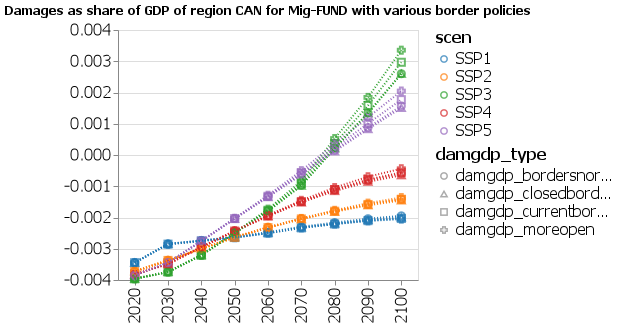 Damages as share of GDP of region CAN for Mig-FUND with various border policies
0.004
0.003
0.002
0.001
0.000
-0.001
-0.002
-0.003
-0.004
2020
2030
2040
2050
2060
2070
2080
2090
2100
scen
SSP1
SSP2
SSP3
SSP4
SSP5
damgdp_type
damgdp_bordersnor...
damgdp_closedbord...
damgdp_currentbor...
damgdp_moreopen